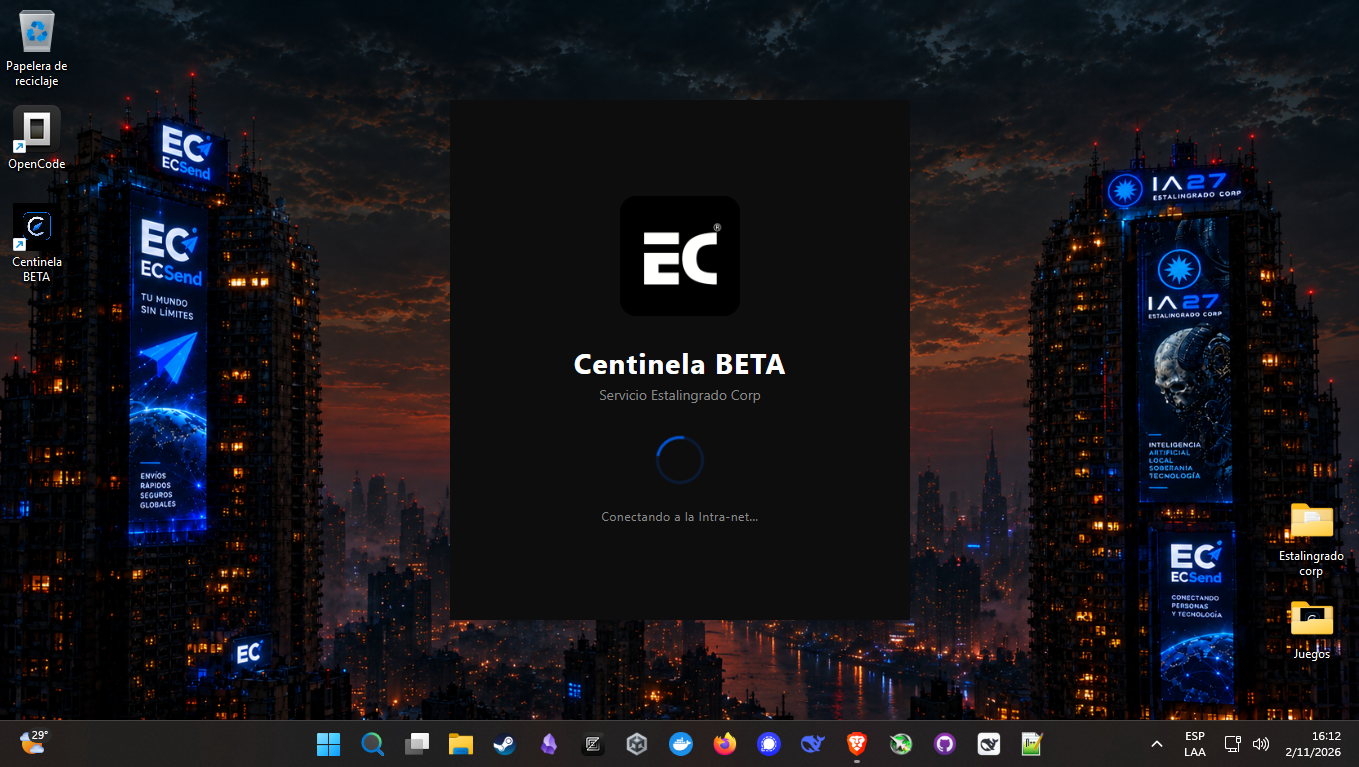 Papelera de
reciclaje
OpenCode
Centinela
BETA
EC
ECSend
EC
ECSend
TU MUNDO
SIN LÍMITES
ENVÍOS
RÁPIDOS
SEGUROS
GLOBALES
EC
EC®
Centinela BETA
Servicio Estalingrado Corp
Conectando a la Intra-net...
IA27
ESTALINGRADO CORP
IA27
ESTALINGRADO CORP
INTELIGENCIA
ARTIFICIAL
LOCAL
SOBERANÍA
TECNOLOGÍA
EC
ECSend
CONECTANDO
PERSONAS
Y TECNOLOGÍA
Estalingrado
corp
Juegos
29°
ESP
LAA
16:12
2/11/2026